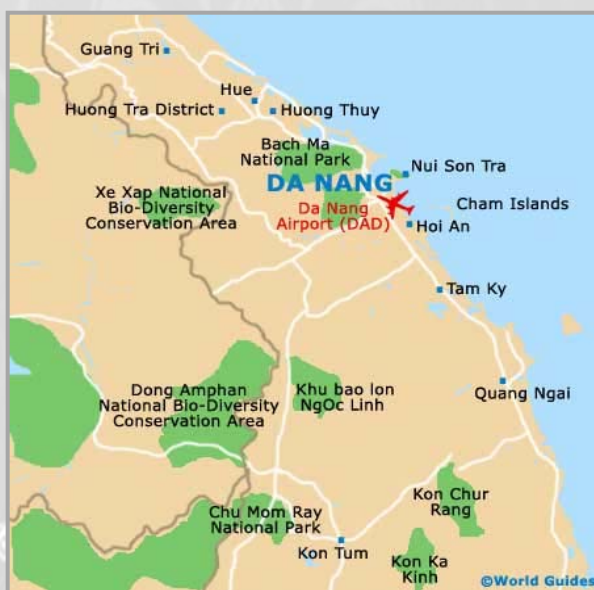 Guang Tri
Hue
Huong Tra District
Huong Thuy
Bach Ma
National Park
Nui Son Tra
DA NANG
Xe Xap National
Bio-Diversity
Conservation Area
Da Nang
Airport (DAD)
Cham Islands
Hoi An
Tam Ky
Dong Amphan
National Bio-Diversity
Conservation Area
Khu bao lon
NgOc Linh
Quang Ngai
Chu Mom Ray
National Park
Kon Chur
Rang
Kon Tum
Kon Ka
Kinh
©World Guides